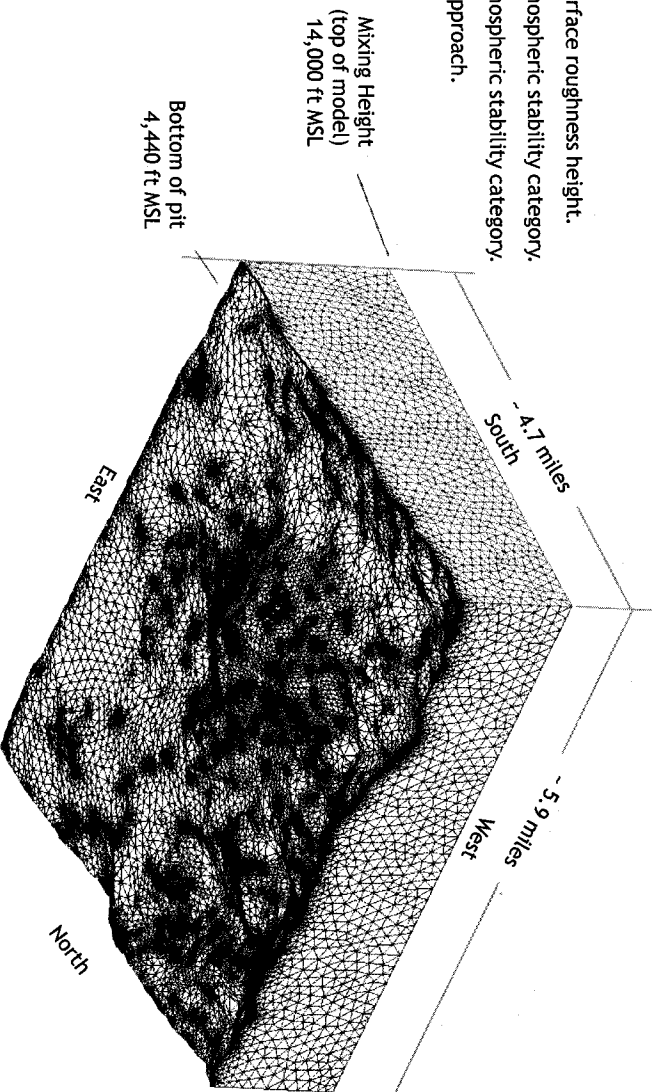 rface roughness height.
nospheric stability category.
nospheric stability category.
pproach.
Mixing Height
(top of model)
14,000 ft MSL
Bottom of pit
4,440 ft MSL
~ 4.7 miles
South
~ 5.9 miles
West
East
North